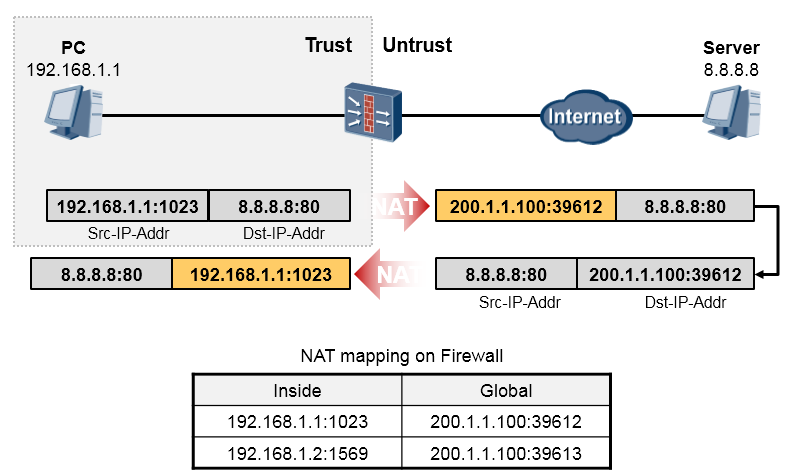 PC
192.168.1.1
Trust
Untrust
Server
8.8.8.8
Internet
192.168.1.1:1023 8.8.8.8:80
NAT
200.1.1.100:39612 8.8.8.8:80
Src-IP-Addr Dst-IP-Addr
8.8.8.8:80 192.168.1.1:1023
NAT
8.8.8.8:80 200.1.1.100:39612
Src-IP-Addr Dst-IP-Addr
NAT mapping on Firewall
Inside Global
192.168.1.1:1023 200.1.1.100:39612
192.168.1.2:1569 200.1.1.100:39613